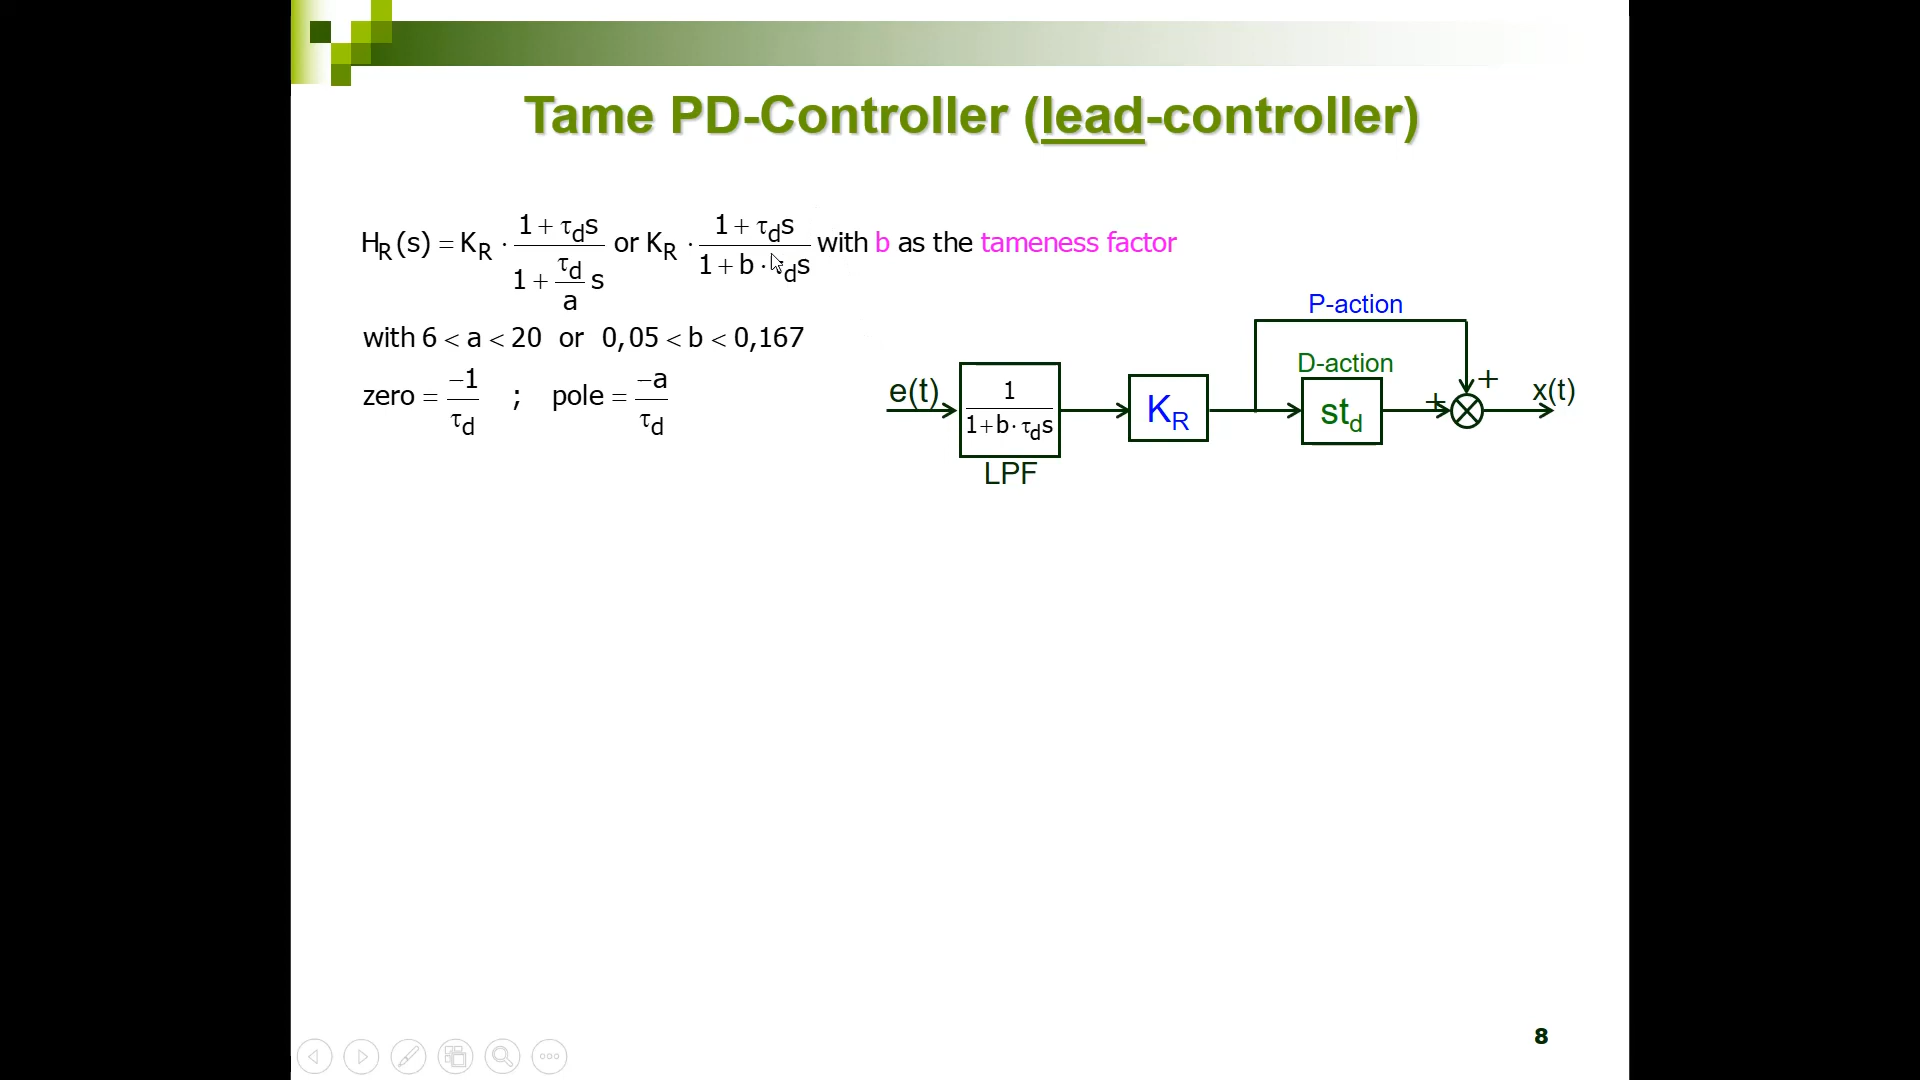 Tame PD-Controller (lead-controller)
H_R(s) = K_R · (1 + τ_d s) / (1 + (τ_d / a) s) or K_R · (1 + τ_d s) / (1 + b · τ_d s) with b as the tameness factor
with 6 < a < 20 or 0,05 < b < 0,167
zero = −1 / τ_d ; pole = −a / τ_d
P-action
D-action
e(t)
1 / (1+b· τ_d s)
LPF
K_R
st_d
+
+
x(t)
8